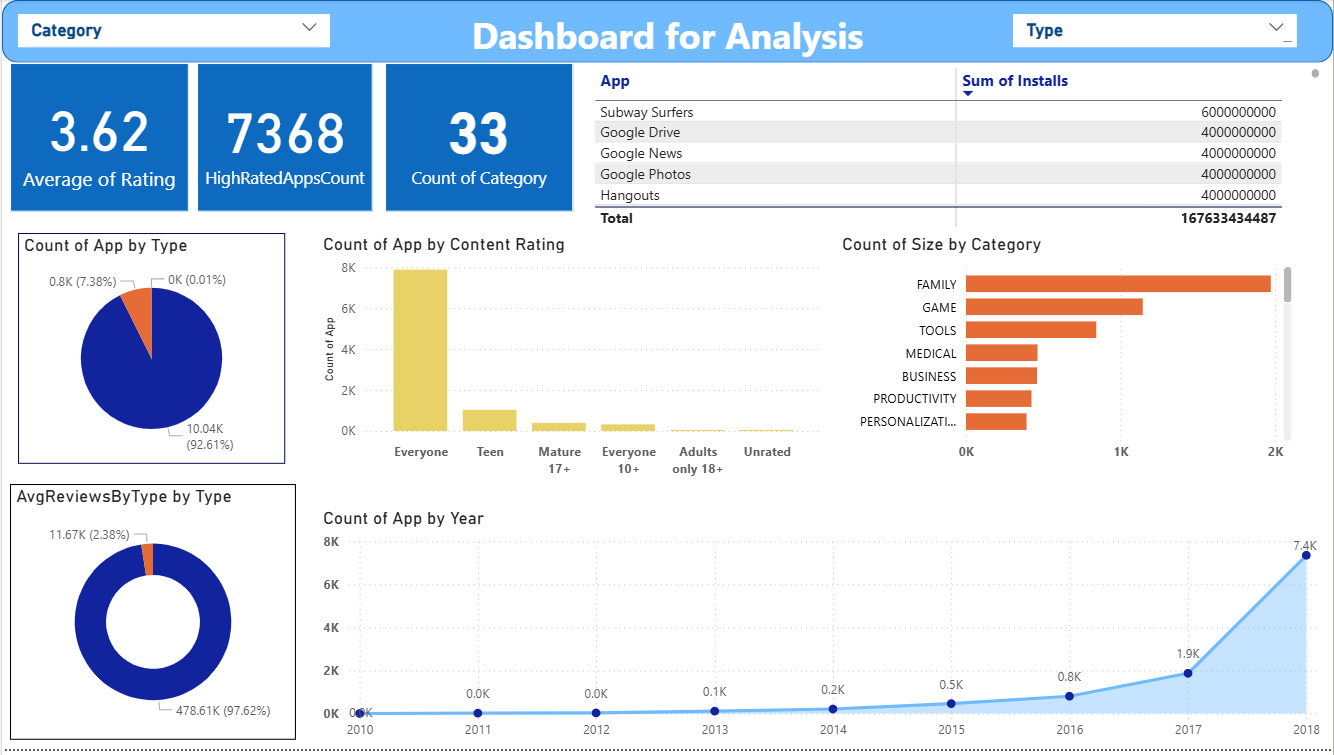 Category
Dashboard for Analysis
Type
3.62
Average of Rating
7368
HighRatedAppsCount
33
Count of Category
App Sum of Installs
Subway Surfers 6000000000
Google Drive 4000000000
Google News 4000000000
Google Photos 4000000000
Hangouts 4000000000
Total 167633434487
Count of App by Type
0.8K (7.38%)
0K (0.01%)
10.04K
(92.61%)
Count of App by Content Rating
Count of App
8K
6K
4K
2K
0K
Everyone
Teen
Mature
17+
Everyone
10+
Adults
only 18+
Unrated
Count of Size by Category
FAMILY
GAME
TOOLS
MEDICAL
BUSINESS
PRODUCTIVITY
PERSONALIZATI...
0K 1K 2K
AvgReviewsByType by Type
11.67K (2.38%)
478.61K (97.62%)
Count of App by Year
8K
6K
4K
2K
0K
0.0K
0.0K
0.0K
0.1K
0.2K
0.5K
0.8K
1.9K
7.4K
2010 2011 2012 2013 2014 2015 2016 2017 2018